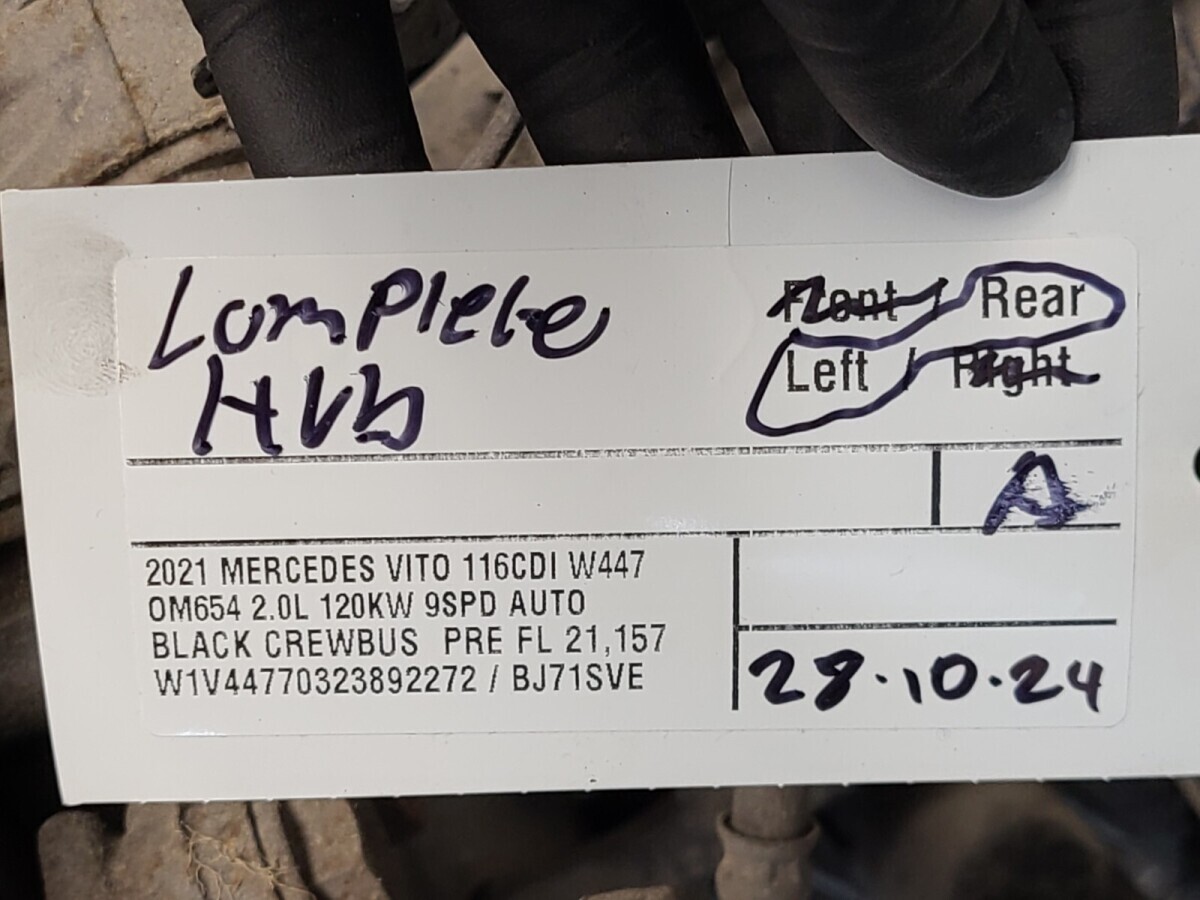 Complete
Hub
Front / Rear
Left / Right
A
2021 MERCEDES VITO 116CDI W447
OM654 2.0L 120KW 9SPD AUTO
BLACK CREWBUS PRE FL 21,157
W1V44770323892272 / BJ71SVE
28.10.24